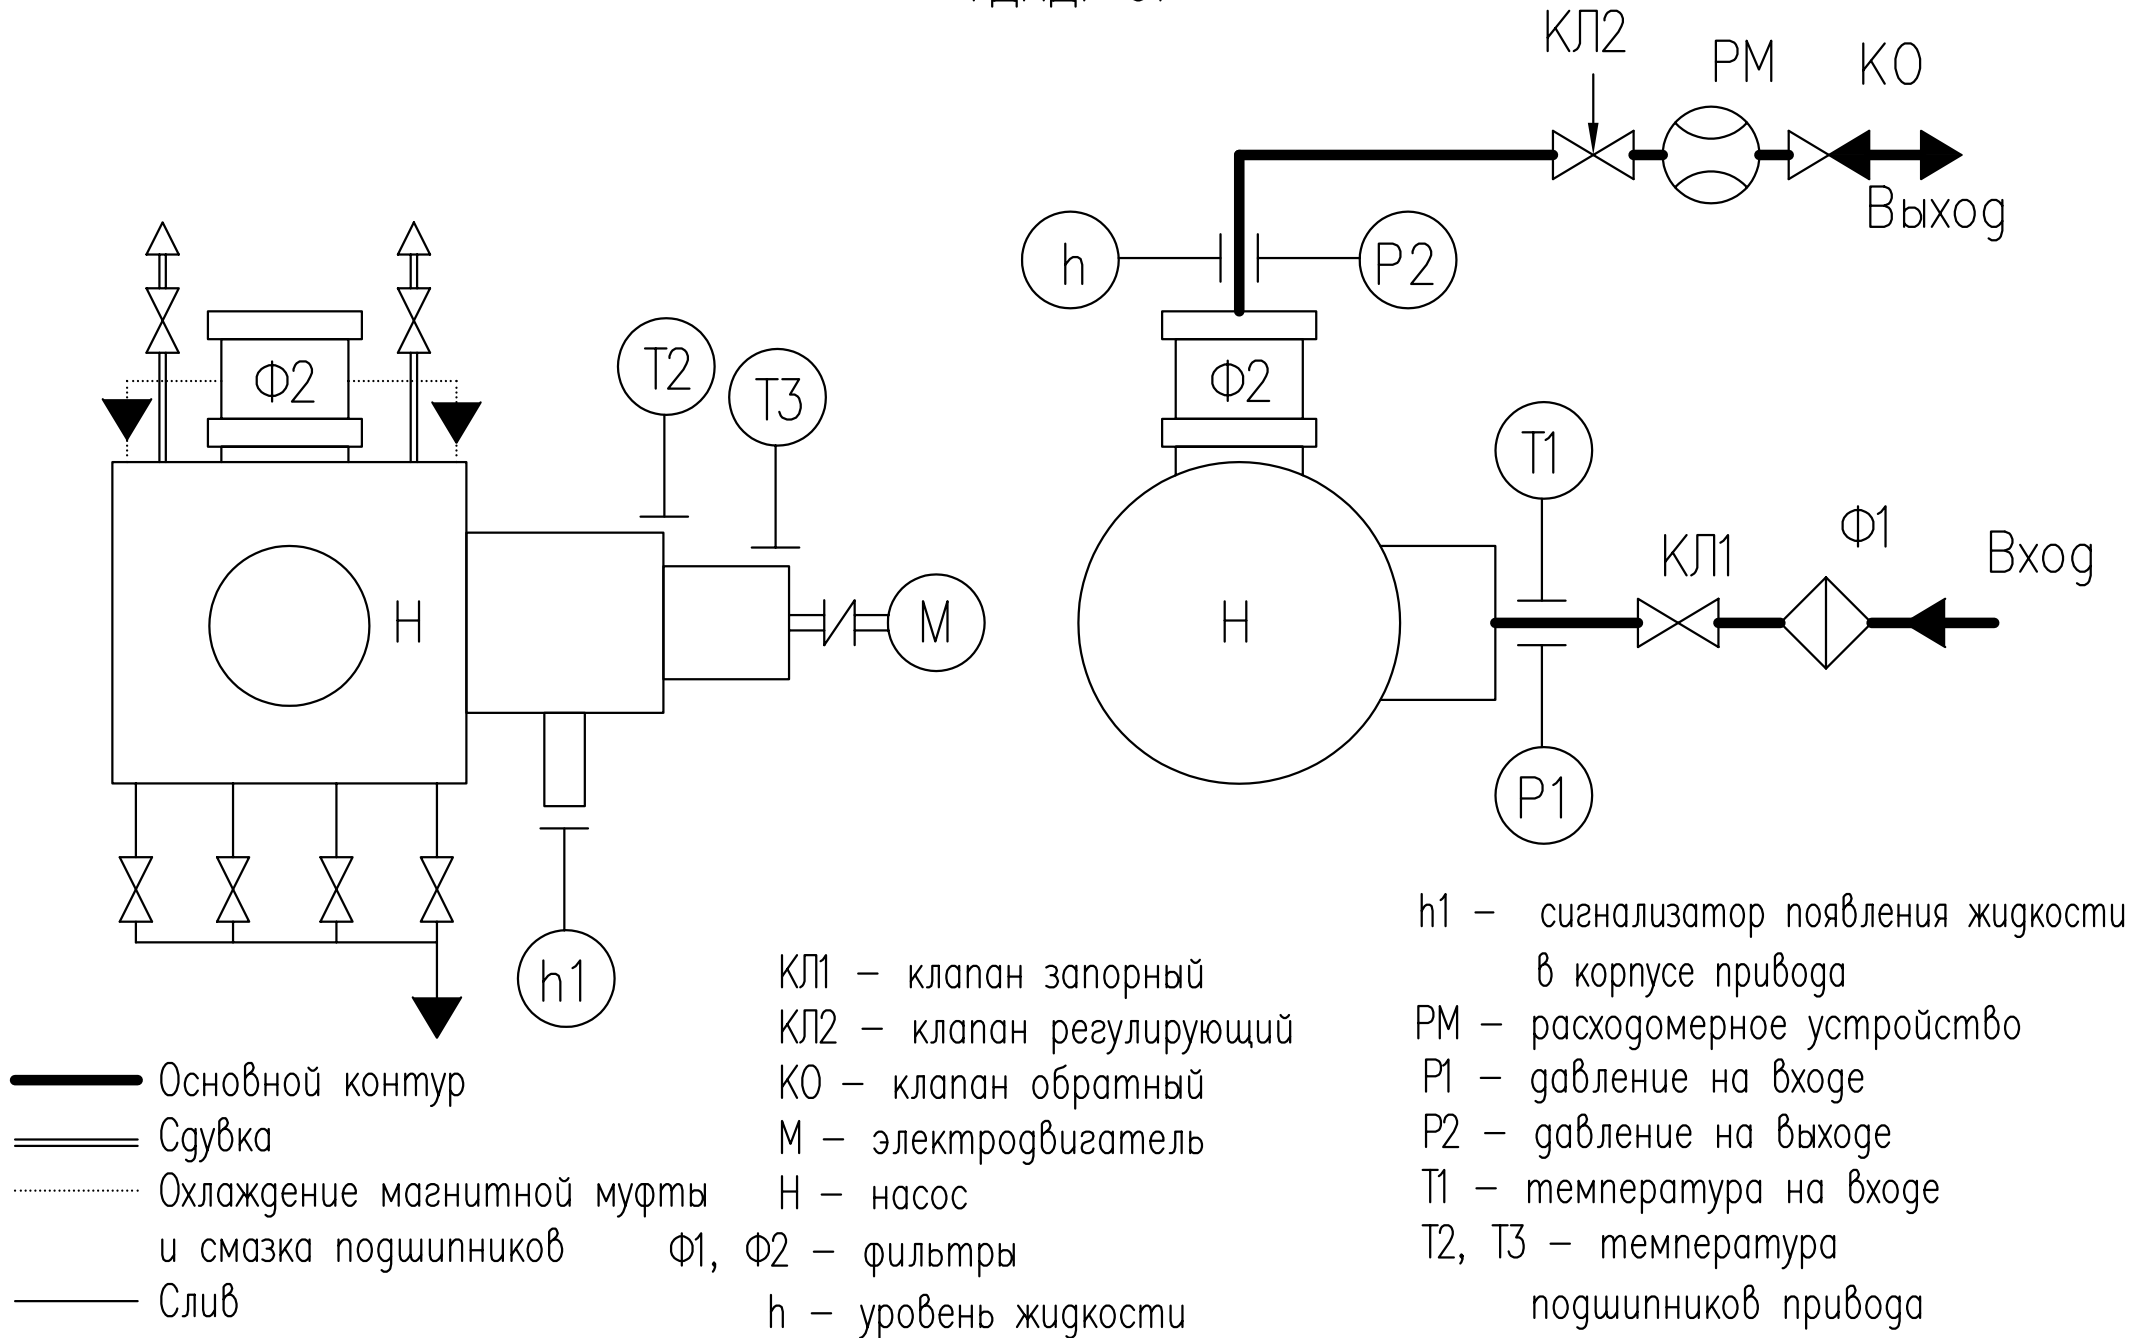 КЛ2
РМ
КО
Выход
h
Р2
Ф2
Т2
Т3
Ф2
Т1
Ф1
КЛ1
Вход
Н
М
Н
Р1
h1
Основной контур
Сдувка
Охлаждение магнитной муфты
и смазка подшипников
Слив
КЛ1 – клапан запорный
КЛ2 – клапан регулирующий
КО – клапан обратный
М – электродвигатель
Н – насос
Ф1, Ф2 – фильтры
h – уровень жидкости
h1 – сигнализатор появления жидкости
в корпусе привода
РМ – расходомерное устройство
Р1 – давление на входе
Р2 – давление на выходе
Т1 – температура на входе
Т2, Т3 – температура
подшипников привода